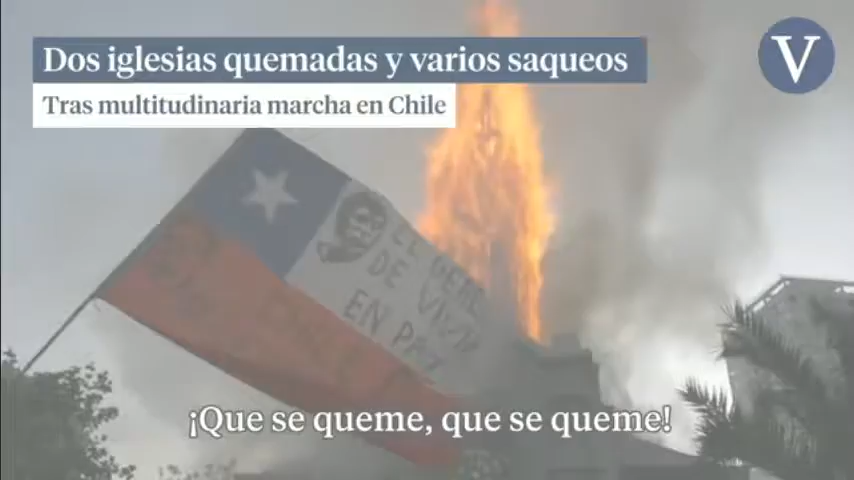 Dos iglesias quemadas y varios saqueos
V
Tras multitudinaria marcha en Chile
EL DERE
DE VIVIR
EN PAZ
¡Que se queme, que se queme!